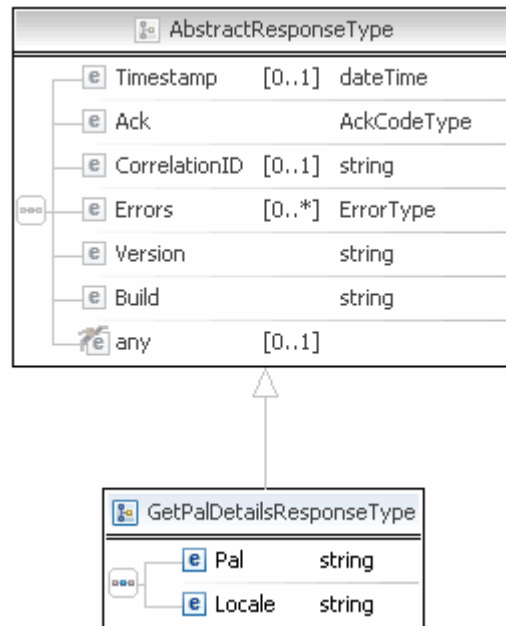 AbstractResponseType
e Timestamp [0..1] dateTime
e Ack AckCodeType
e CorrelationID [0..1] string
e Errors [0..*] ErrorType
e Version string
e Build string
e any [0..1]
GetPalDetailsResponseType
e Pal string
e Locale string